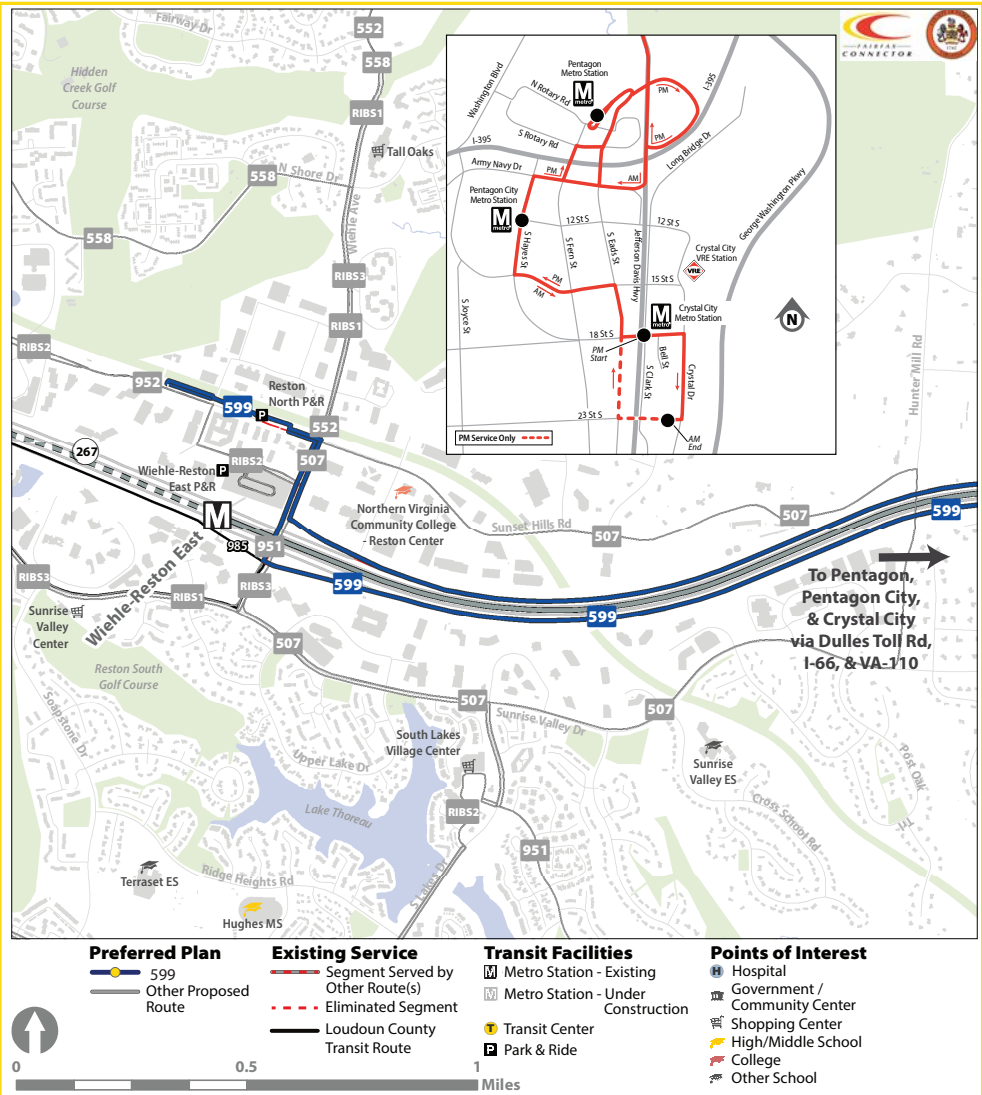 Fairway Dr
552
558
Hidden
Creek Golf
Course
RIBS1
Tall Oaks
N Shore Dr
558
558
Wiehle Ave
RIBS3
RIBS1
RIBS2
952
Reston
North P&R
599
P
552
507
267
RIBS2
Wiehle-Reston
East P&R
P
M
Wiehle-Reston East
985
951
Northern Virginia
Community College
- Reston Center
Sunset Hills Rd
507
507
599
Hunter Mill Rd
599
599
To Pentagon,
Pentagon City,
& Crystal City
via Dulles Toll Rd,
I-66, & VA-110
RIBS3
RIBS1
RIBS3
Sunrise
Valley
Center
507
Reston South
Golf Course
Soapstone Dr
507
Sunrise Valley Dr
507
South Lakes
Village Center
Upper Lake Dr
Lake Thoreau
Sunrise
Valley ES
Post Oak
Trl
Cross School Rd
RIBS2
951
S Lakes Dr
Terraset ES
Ridge Heights Rd
Hughes MS
FAIRFAX
CONNECTOR
Pentagon
Metro Station
M
metro
Washington Blvd
N Rotary Rd
S Rotary Rd
I-395
PM
I-395
PM
Long Bridge Dr
Army Navy Dr
PM
AM
George Washington Pkwy
Pentagon City
Metro Station
M
metro
12 St S
12 St S
S Hayes St
S Fern St
S Eads St
Jefferson Davis Hwy
Crystal City
VRE Station
VRE
PM
AM
15 St S
S Joyce St
M
metro
Crystal City
Metro Station
18 St S
PM
Start
Bell St
S Clark St
Crystal Dr
23 St S
AM
End
PM Service Only
N
Preferred Plan
599
Other Proposed
Route
Existing Service
Segment Served by
Other Route(s)
Eliminated Segment
Loudoun County
Transit Route
Transit Facilities
M Metro Station - Existing
M Metro Station - Under
Construction
T Transit Center
P Park & Ride
Points of Interest
H Hospital
Government /
Community Center
Shopping Center
High/Middle School
College
Other School
0
0.5
1
Miles